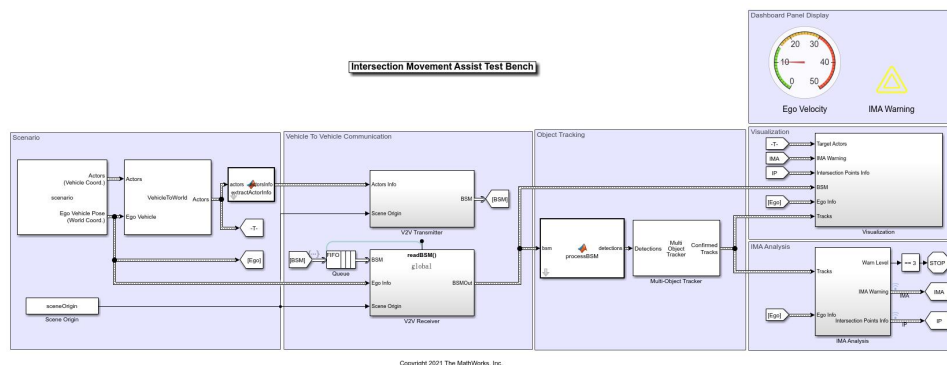 Intersection Movement Assist Test Bench
Dashboard Panel Display
20 30
10 40
0 50
Ego Velocity
IMA Warning
Scenario
Actors
(Vehicle Coord.)
scenario
Ego Vehicle Pose
(World Coord.)
Actors
VehicleToWorld
Actors
Ego Vehicle
actors
actorsInfo
extractActorInfo
-T-
[Ego]
sceneOrigin
Scene Origin
Vehicle To Vehicle Communication
Actors Info
BSM
Scene Origin
V2V Transmitter
[BSM]
[BSM]
FIFO
Queue
readBSM()
global
BSM
Ego Info
BSMOut
Scene Origin
V2V Receiver
Object Tracking
bsm
detections
processBSM
Detections
Multi
Object
Tracker
Confirmed
Tracks
Multi-Object Tracker
Visualization
-T-
IMA
IP
[Ego]
Target Actors
IMA Warning
Intersection Points Info
BSM
Ego Info
Tracks
Visualization
IMA Analysis
Tracks
Warn Level
== 3
STOP
IMA Warning
IMA
IMA
[Ego]
Ego Info
Intersection Points Info
IP
IP
IMA Analysis
Copyright 2021 The MathWorks, Inc.